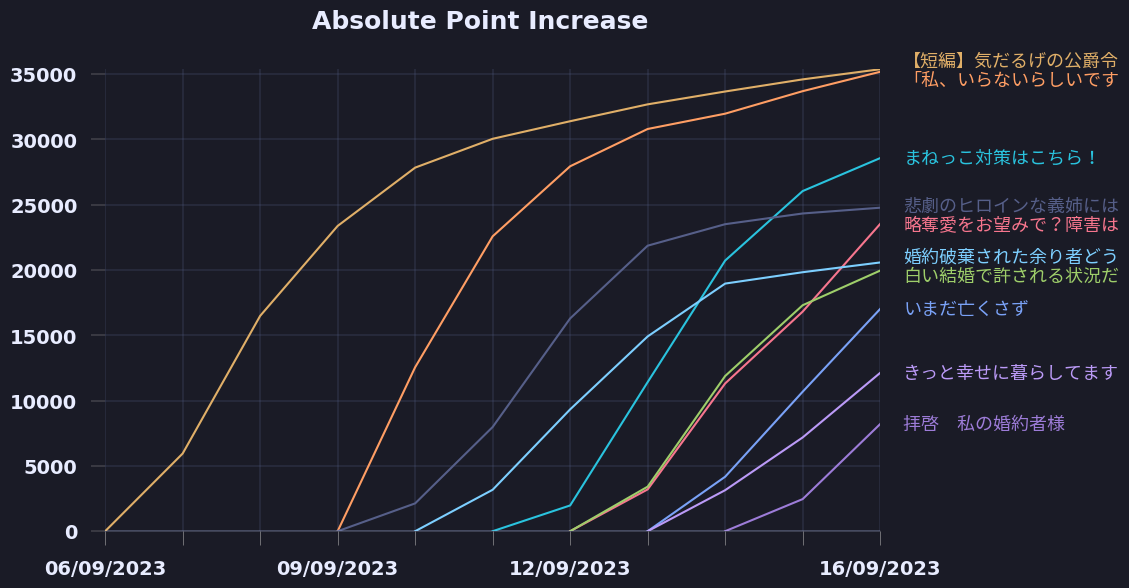 Absolute Point Increase
35000
30000
25000
20000
15000
10000
5000
0
06/09/2023
09/09/2023
12/09/2023
16/09/2023
【短編】気だるげの公爵令
「私、いらないらしいです
まねっこ対策はこちら！
悲劇のヒロインな義姉には
略奪愛をお望みで？障害は
婚約破棄された余り者どう
白い結婚で許される状況だ
いまだ亡くさず
きっと幸せに暮らしてます
拝啓　私の婚約者様